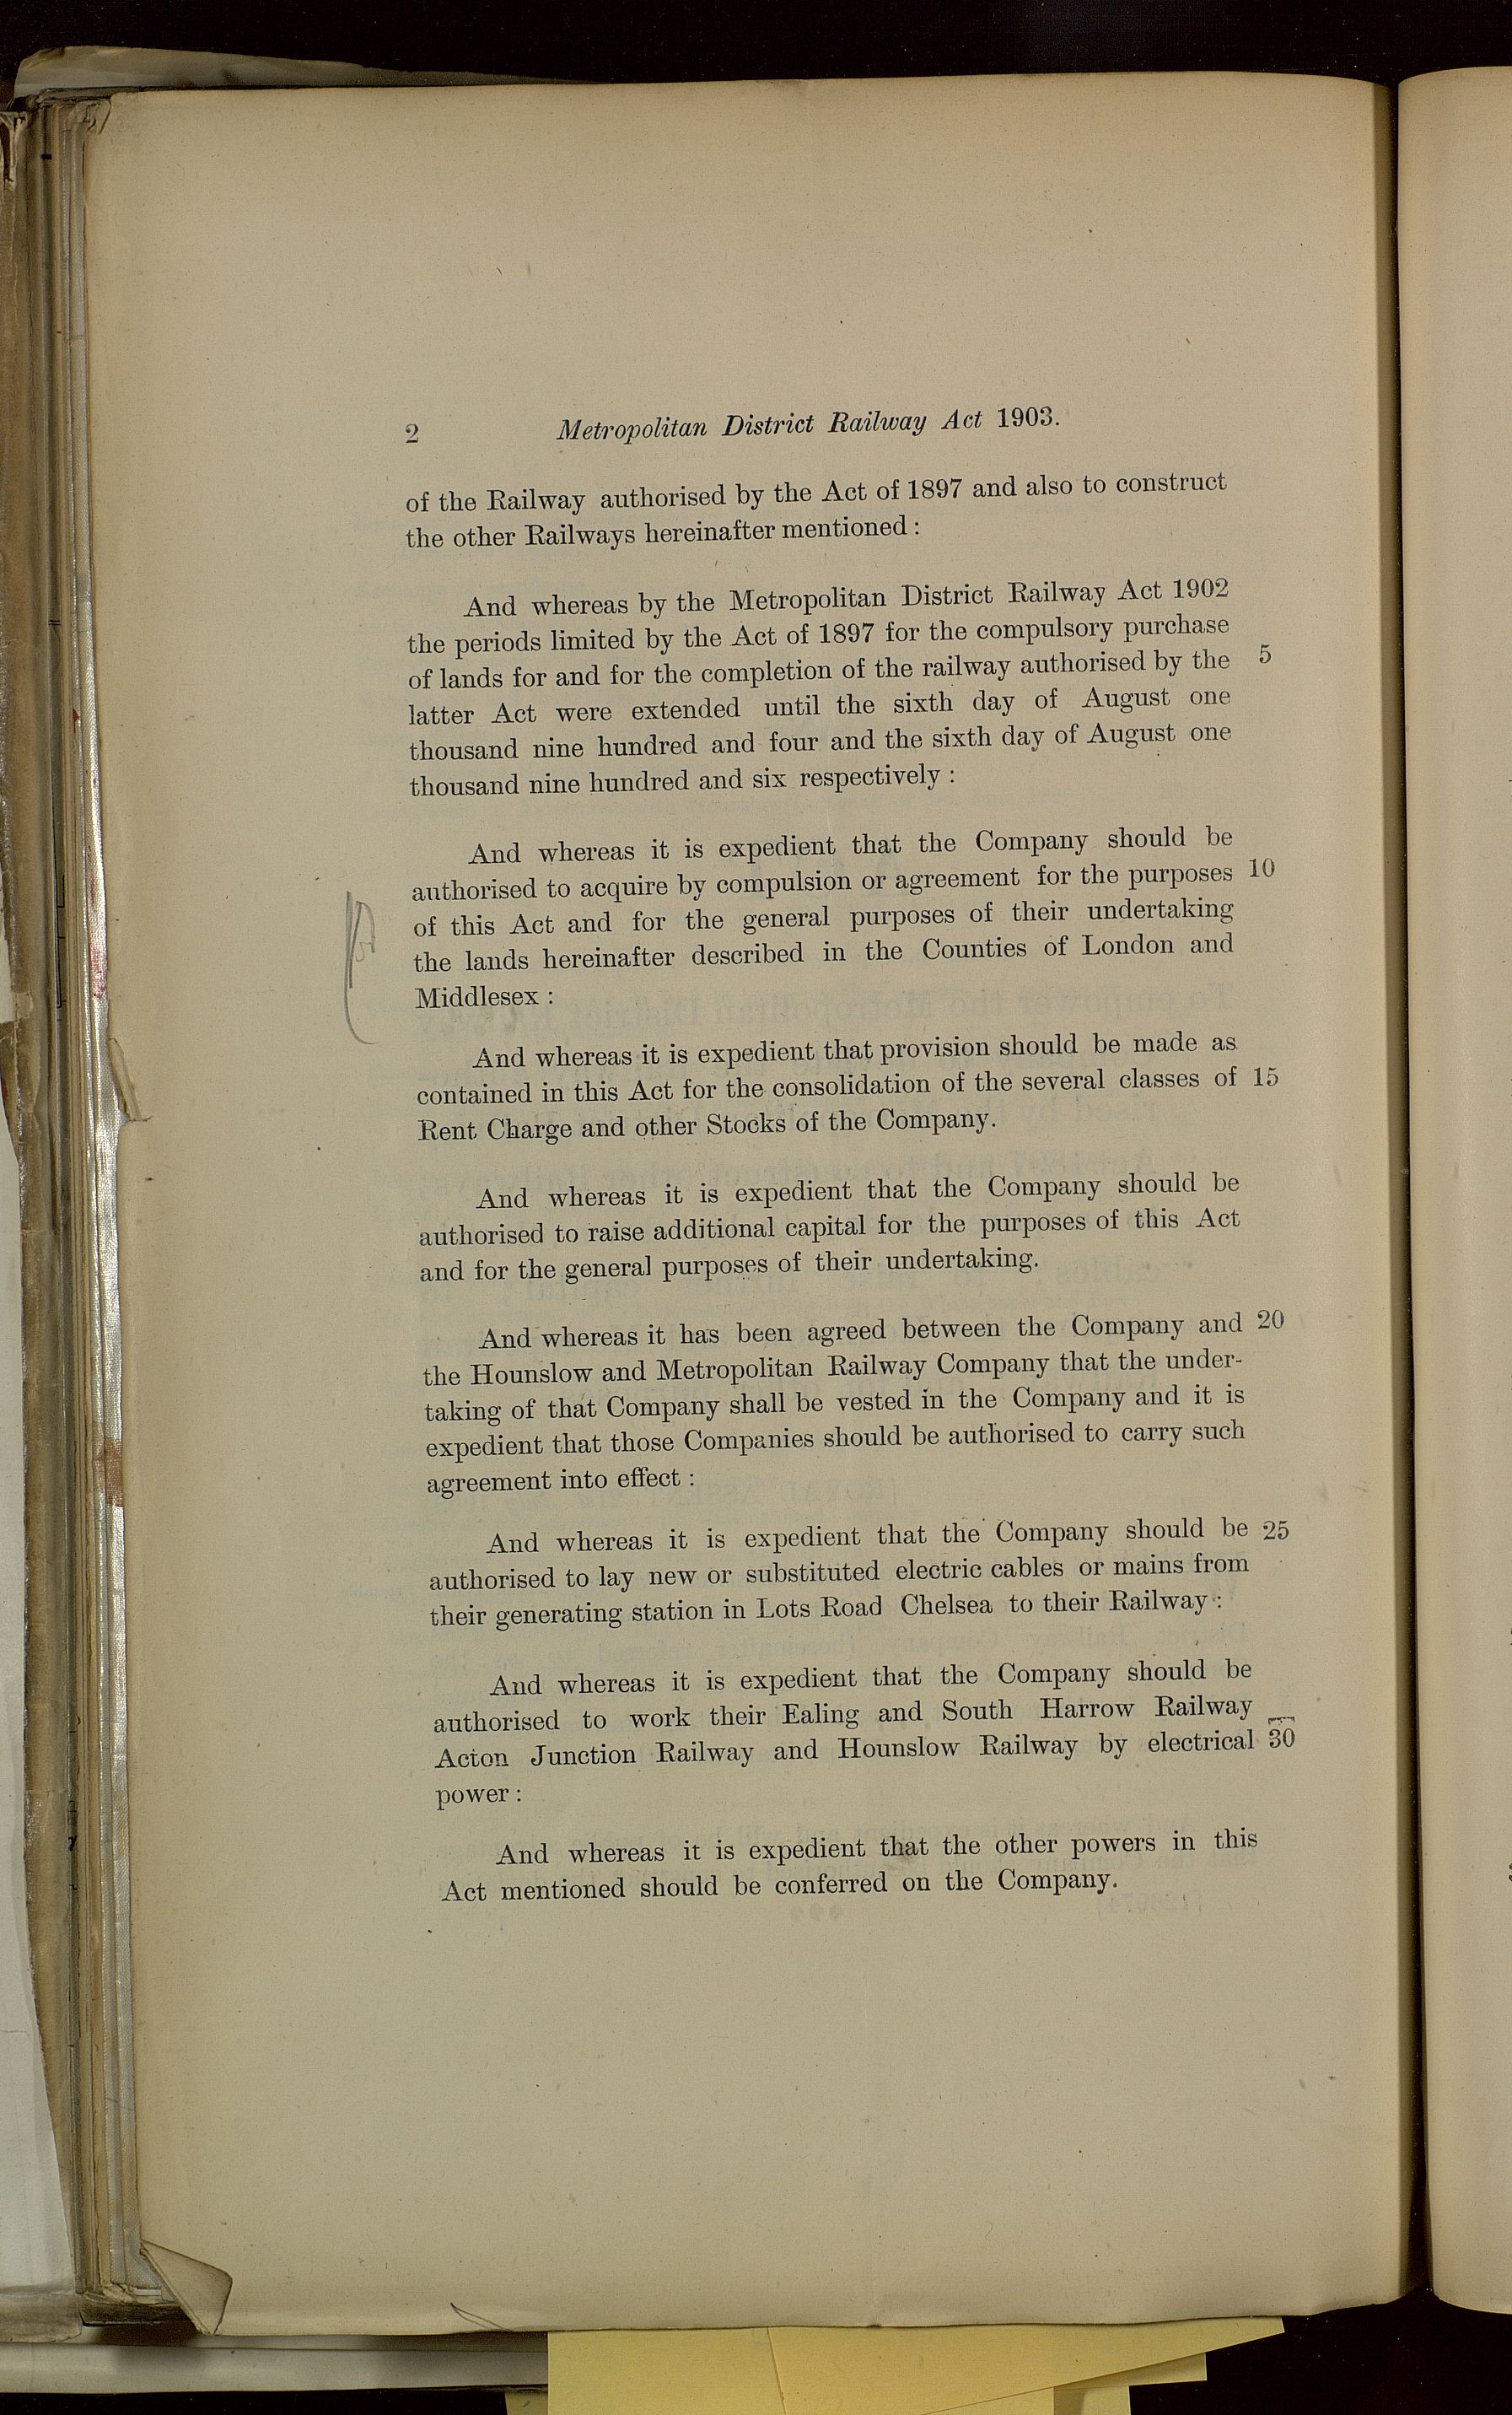 2 Metropolitan District Railway Act 1903.
of the Railway authorised by the Act of 1897 and also to construct
the other Railways hereinafter mentioned :
And whereas by the Metropolitan District Railway Act 1902
the periods limited by the Act of 1897 for the compulsory purchase
of lands for and for the completion of the railway authorised by the 5
latter Act were extended until the sixth day of August one
thousand nine hundred and four and the sixth day of August one
thousand nine hundred and six respectively :
And whereas it is expedient that the Company should be
authorised to acquire by compulsion or agreement for the purposes 10
of this Act and for the general purposes of their undertaking
the lands hereinafter described in the Counties of London and
Middlesex :
And whereas it is expedient that provision should be made as
contained in this Act for the consolidation of the several classes of 15
Rent Charge and other Stocks of the Company.
And whereas it is expedient that the Company should be
authorised to raise additional capital for the purposes of this Act
and for the general purposes of their undertaking.
And whereas it has been agreed between the Company and 20
the Hounslow and Metropolitan Railway Company that the under-
taking of that Company shall be vested in the Company and it is
expedient that those Companies should be authorised to carry such
agreement into effect :
And whereas it is expedient that the Company should be 25
authorised to lay new or substituted electric cables or mains from
their generating station in Lots Road Chelsea to their Railway :
And whereas it is expedient that the Company should be
authorised to work their Ealing and South Harrow Railway
Acton Junction Railway and Hounslow Railway by electrical 30
power :
And whereas it is expedient that the other powers in this
Act mentioned should be conferred on the Company.